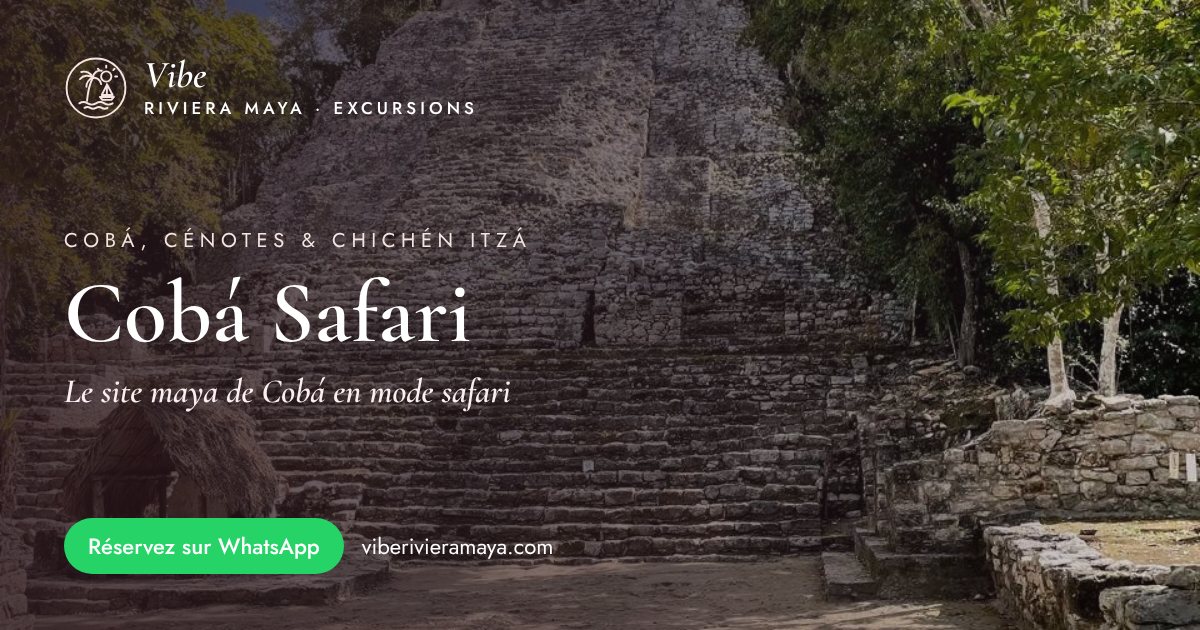 Vibe
RIVIERA MAYA · EXCURSIONS
COBÁ, CÉNOTES & CHICHÉN ITZÁ
Cobá Safari
Le site maya de Cobá en mode safari
Réservez sur WhatsApp
viberivieramaya.com